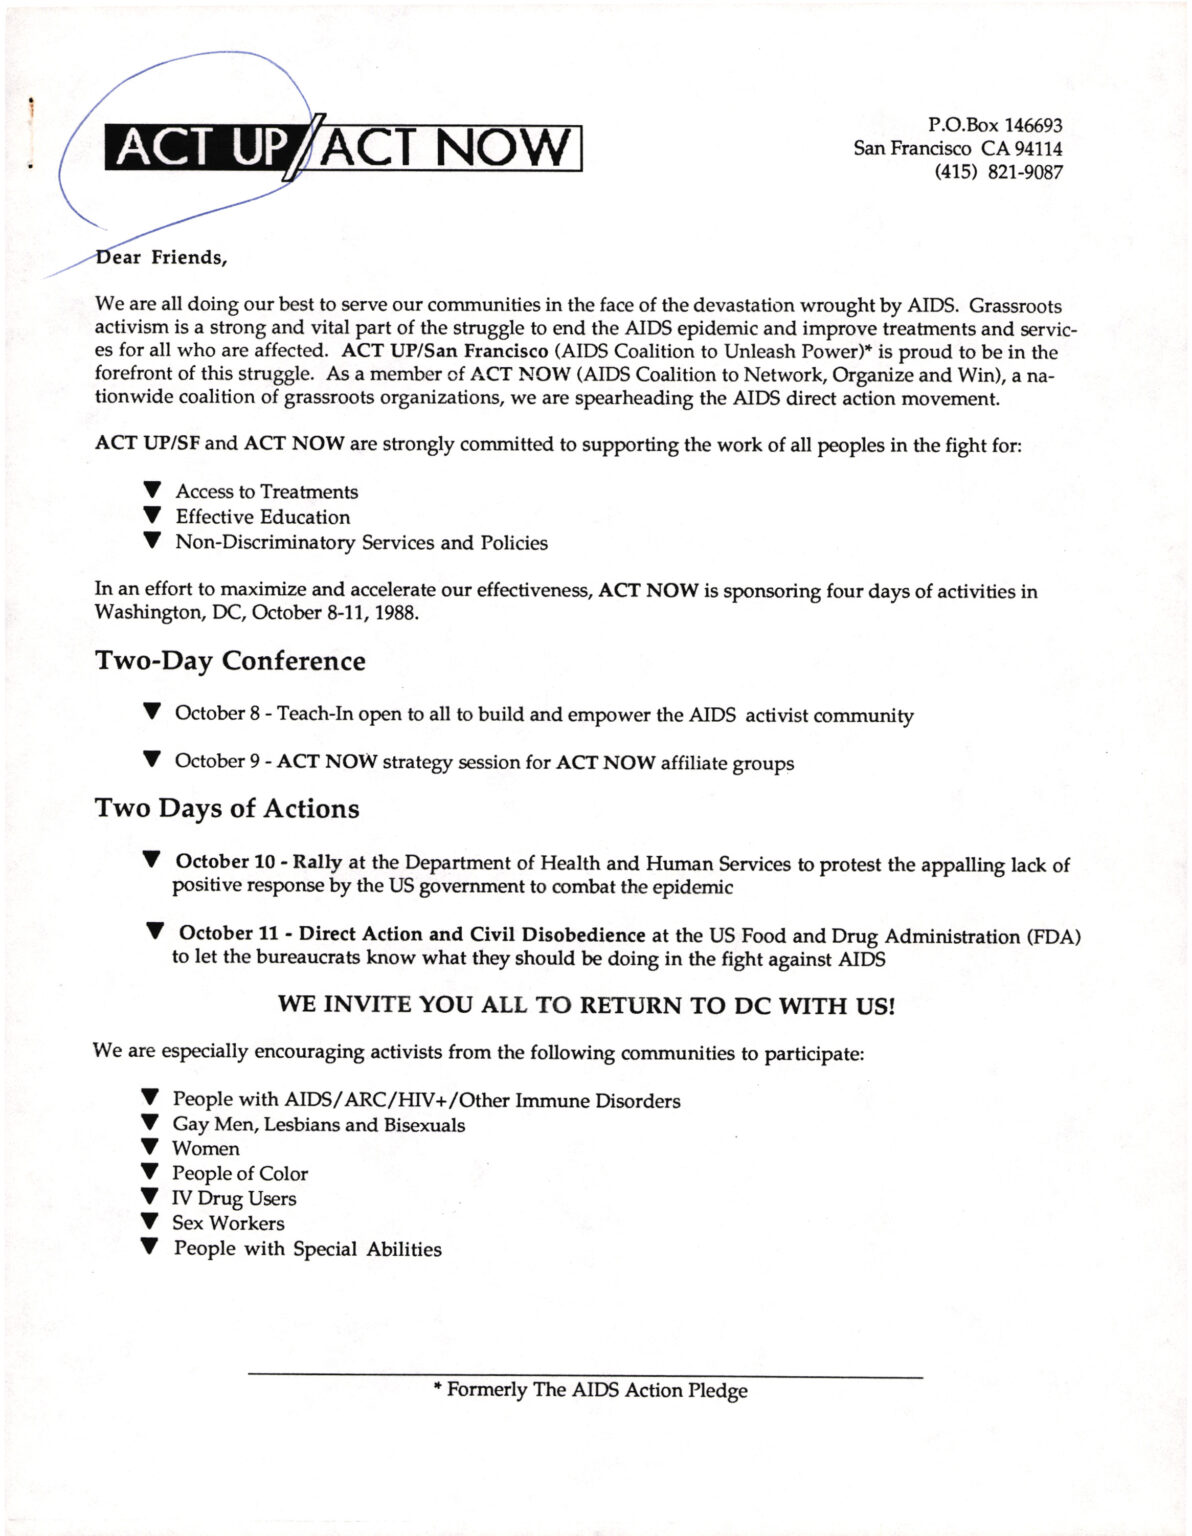 ACT UP/ACT NOW
P.O.Box 146693
San Francisco CA 94114
(415) 821-9087
Dear Friends,
We are all doing our best to serve our communities in the face of the devastation wrought by AIDS. Grassroots
activism is a strong and vital part of the struggle to end the AIDS epidemic and improve treatments and servic-
es for all who are affected. ACT UP/San Francisco (AIDS Coalition to Unleash Power)* is proud to be in the
forefront of this struggle. As a member of ACT NOW (AIDS Coalition to Network, Organize and Win), a na-
tionwide coalition of grassroots organizations, we are spearheading the AIDS direct action movement.
ACT UP/SF and ACT NOW are strongly committed to supporting the work of all peoples in the fight for:
▼ Access to Treatments
▼ Effective Education
▼ Non-Discriminatory Services and Policies
In an effort to maximize and accelerate our effectiveness, ACT NOW is sponsoring four days of activities in
Washington, DC, October 8-11, 1988.
Two-Day Conference
▼ October 8 - Teach-In open to all to build and empower the AIDS activist community
▼ October 9 - ACT NOW strategy session for ACT NOW affiliate groups
Two Days of Actions
▼ October 10 - Rally at the Department of Health and Human Services to protest the appalling lack of
positive response by the US government to combat the epidemic
▼ October 11 - Direct Action and Civil Disobedience at the US Food and Drug Administration (FDA)
to let the bureaucrats know what they should be doing in the fight against AIDS
WE INVITE YOU ALL TO RETURN TO DC WITH US!
We are especially encouraging activists from the following communities to participate:
▼ People with AIDS/ARC/HIV+/Other Immune Disorders
▼ Gay Men, Lesbians and Bisexuals
▼ Women
▼ People of Color
▼ IV Drug Users
▼ Sex Workers
▼ People with Special Abilities
* Formerly The AIDS Action Pledge